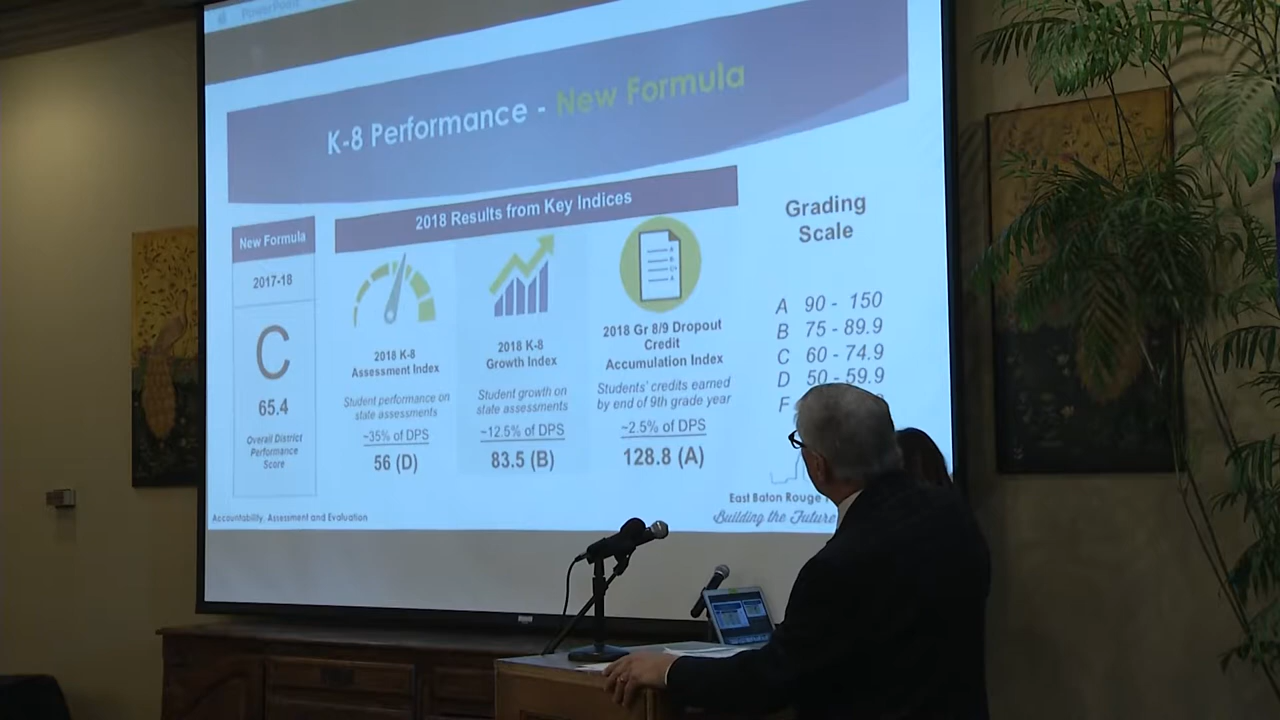 PowerPoint
K-8 Performance - New Formula
New Formula
2017-18
C
65.4
Overall District
Performance
Score
2018 Results from Key Indices
2018 K-8
Assessment Index
Student performance on
state assessments
~35% of DPS
56 (D)
2018 K-8
Growth Index
Student growth on
state assessments
~12.5% of DPS
83.5 (B)
2018 Gr 8/9 Dropout
Credit
Accumulation Index
Students' credits earned
by end of 9th grade year
~2.5% of DPS
128.8 (A)
Grading
Scale
A 90 - 150
B 75 - 89.9
C 60 - 74.9
D 50 - 59.9
F
East Baton Rouge
Building the Future
Accountability, Assessment and Evaluation